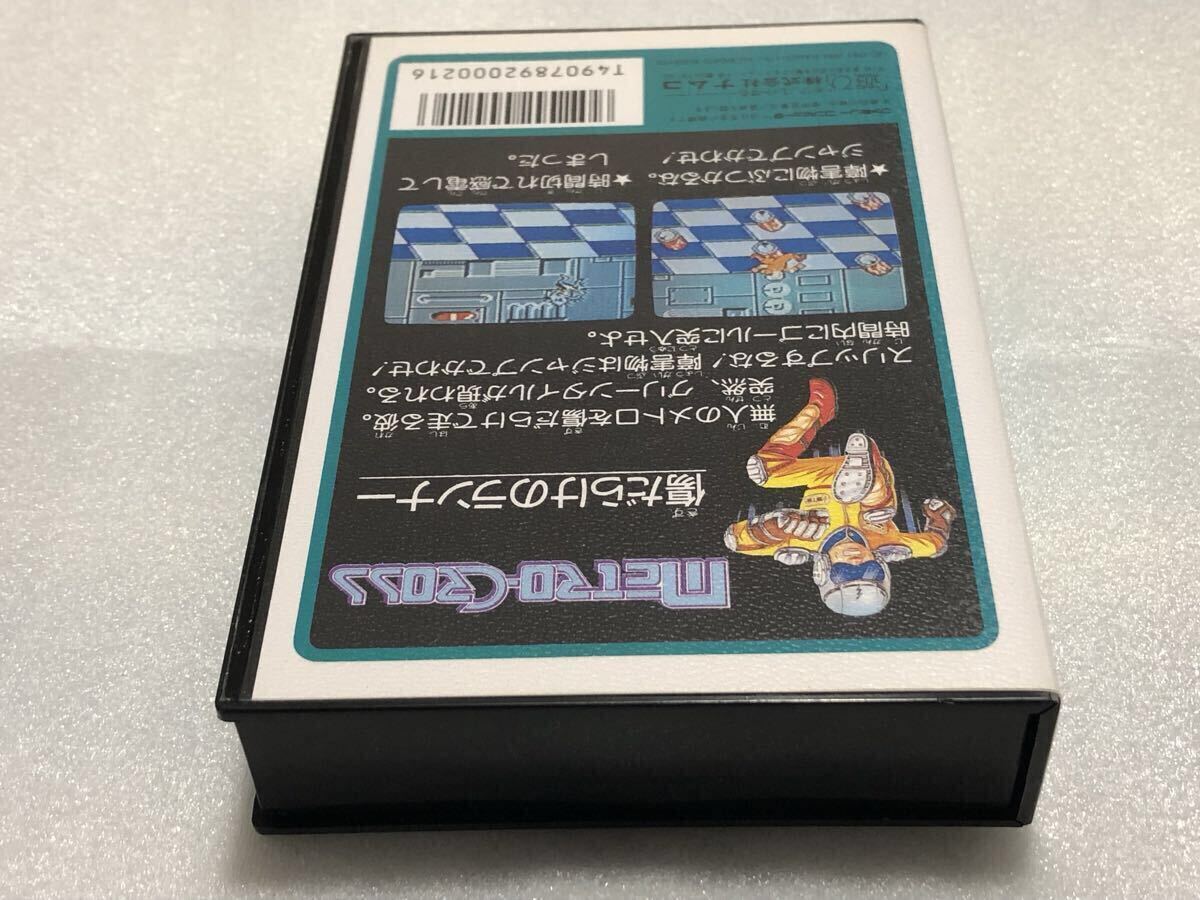 METRO-CROSS
傷だらけのランナー
無人のメトロを傷だらけで走る彼。
突然、グリーンタイルが現われる。
スリップするな! 障害物はジャンプでかわせ!
時間内にゴールに突入せよ。
★障害物にぶつかるな。
ジャンプでかわせ!
★時間切れで感電して
しまった。
株式会社ナムコ
T4907892000216